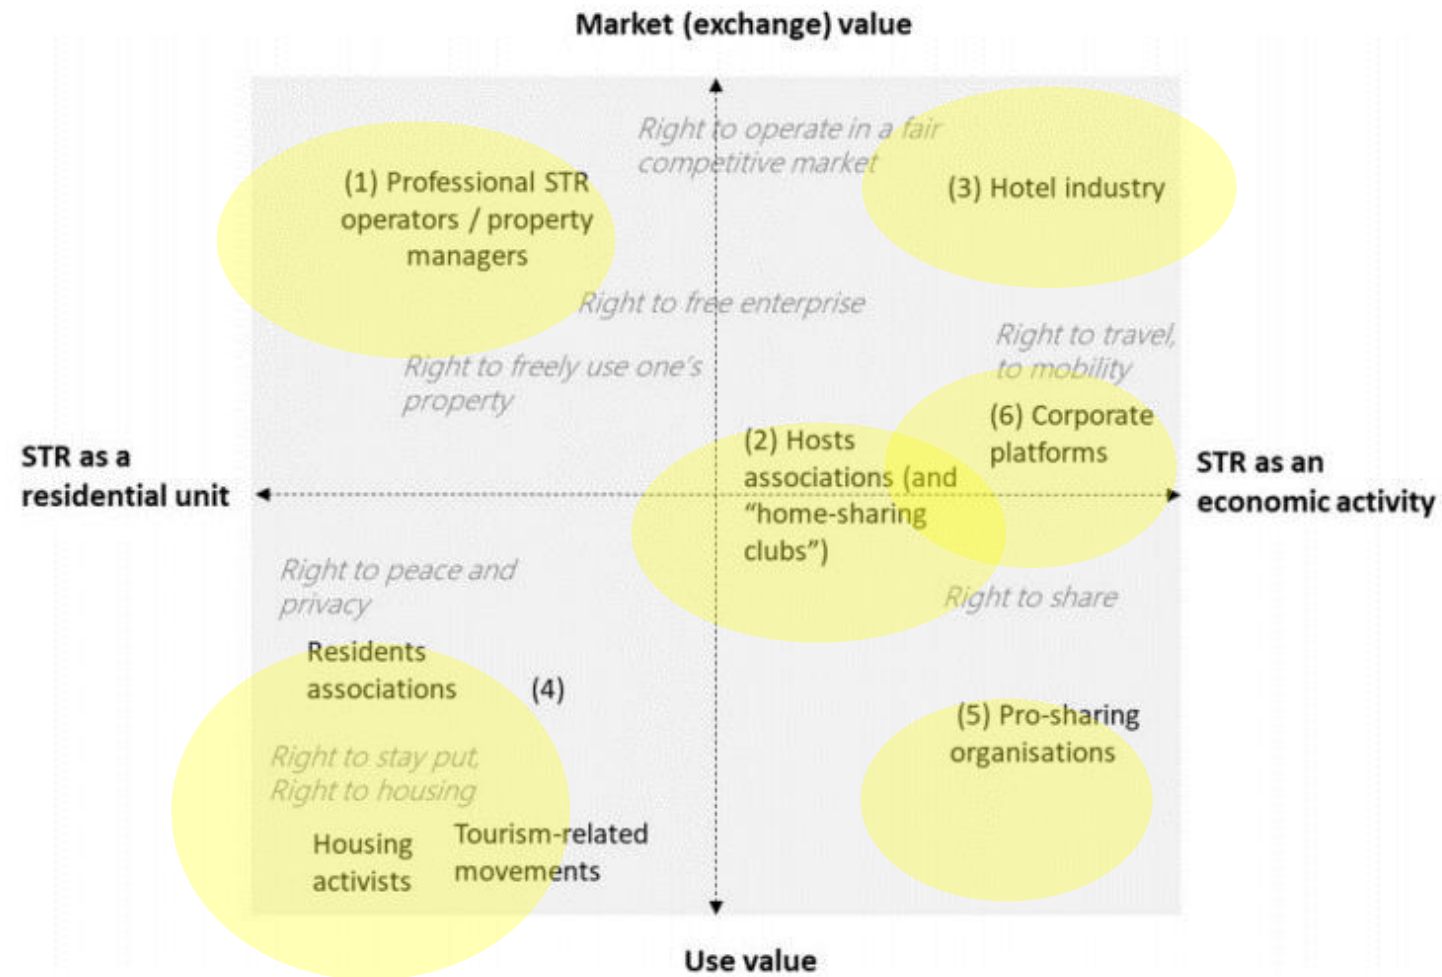 Market (exchange) value
Right to operate in a fair
competitive market
(1) Professional STR
operators / property
managers
(3) Hotel industry
Right to free enterprise
Right to travel,
to mobility
Right to freely use one's
property
(6) Corporate
platforms
(2) Hosts
associations (and
“home-sharing
clubs”)
STR as a
residential unit
STR as an
economic activity
Right to peace and
privacy
Right to share
Residents
associations
(4)
(5) Pro-sharing
organisations
Right to stay put,
Right to housing
Housing
activists
Tourism-related
movements
Use value